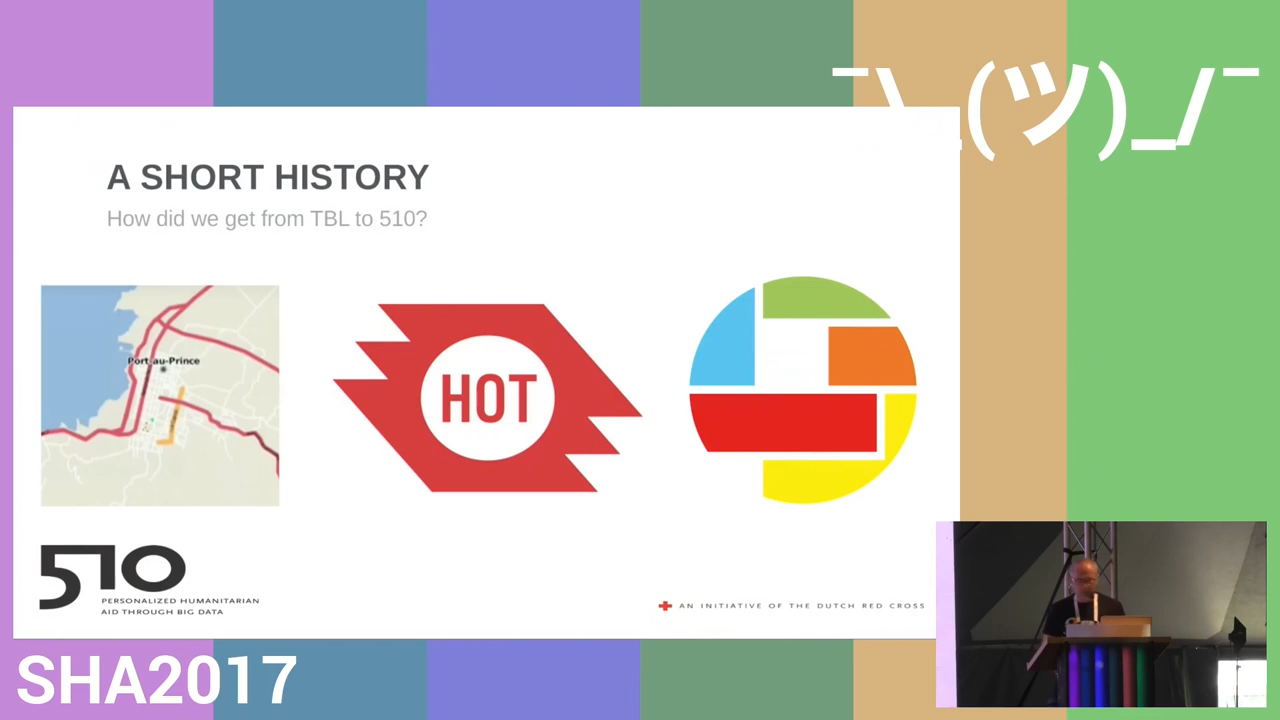 ¯\_(ツ)_/¯
A SHORT HISTORY
How did we get from TBL to 510?
Port-au-Prince
HOT
510
PERSONALIZED HUMANITARIAN
AID THROUGH BIG DATA
AN INITIATIVE OF THE DUTCH RED CROSS
SHA2017